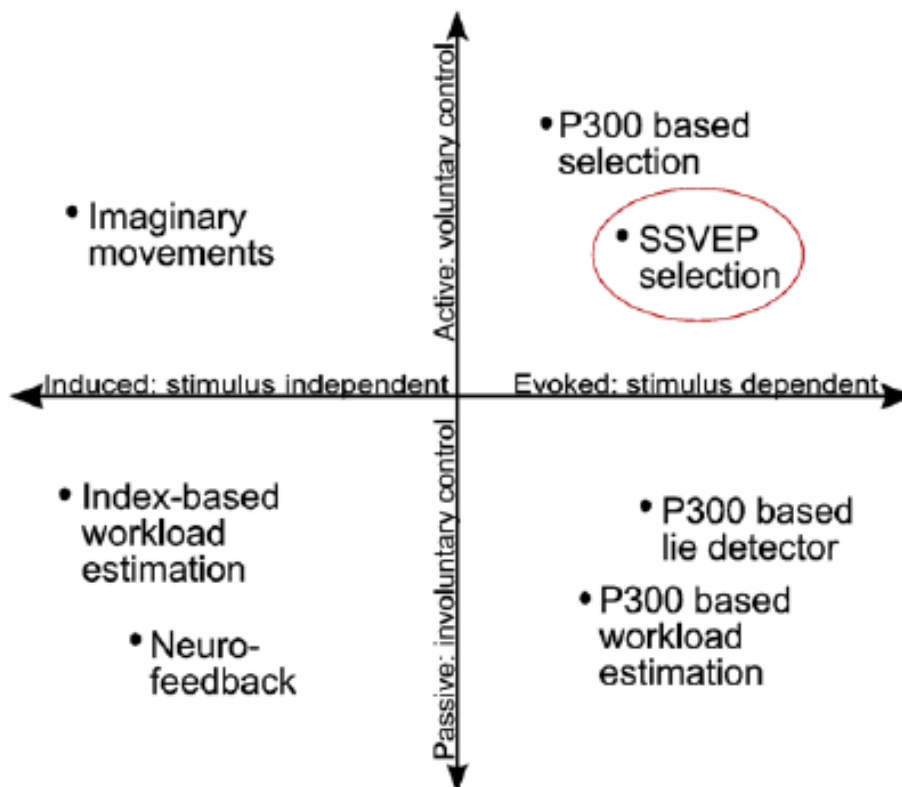 Active: voluntary control
• P300 based
selection
• SSVEP
selection
• Imaginary
movements
Induced: stimulus independent
Evoked: stimulus dependent
Passive: involuntary control
• Index-based
workload
estimation
• Neuro-
feedback
• P300 based
lie detector
• P300 based
workload
estimation